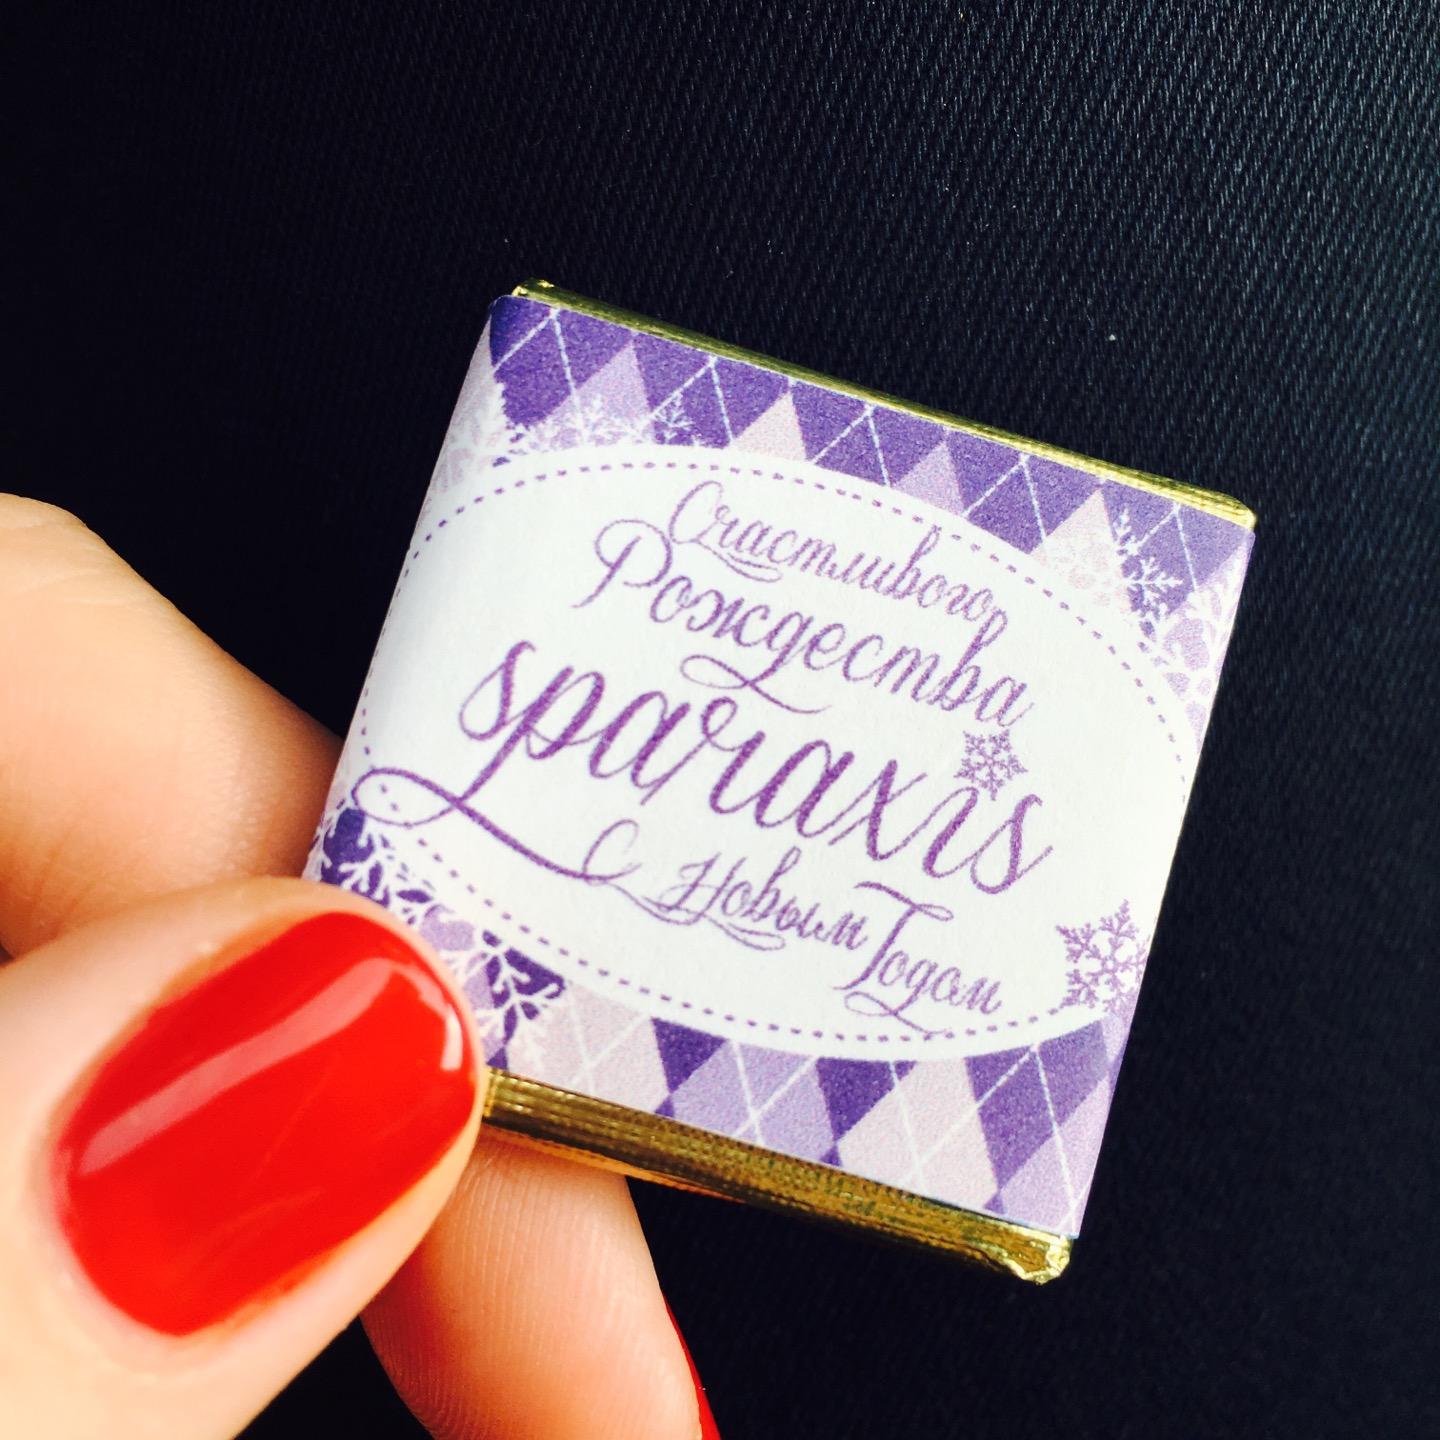 Счастливого
Рождества
sparaxis
с Новым Годом